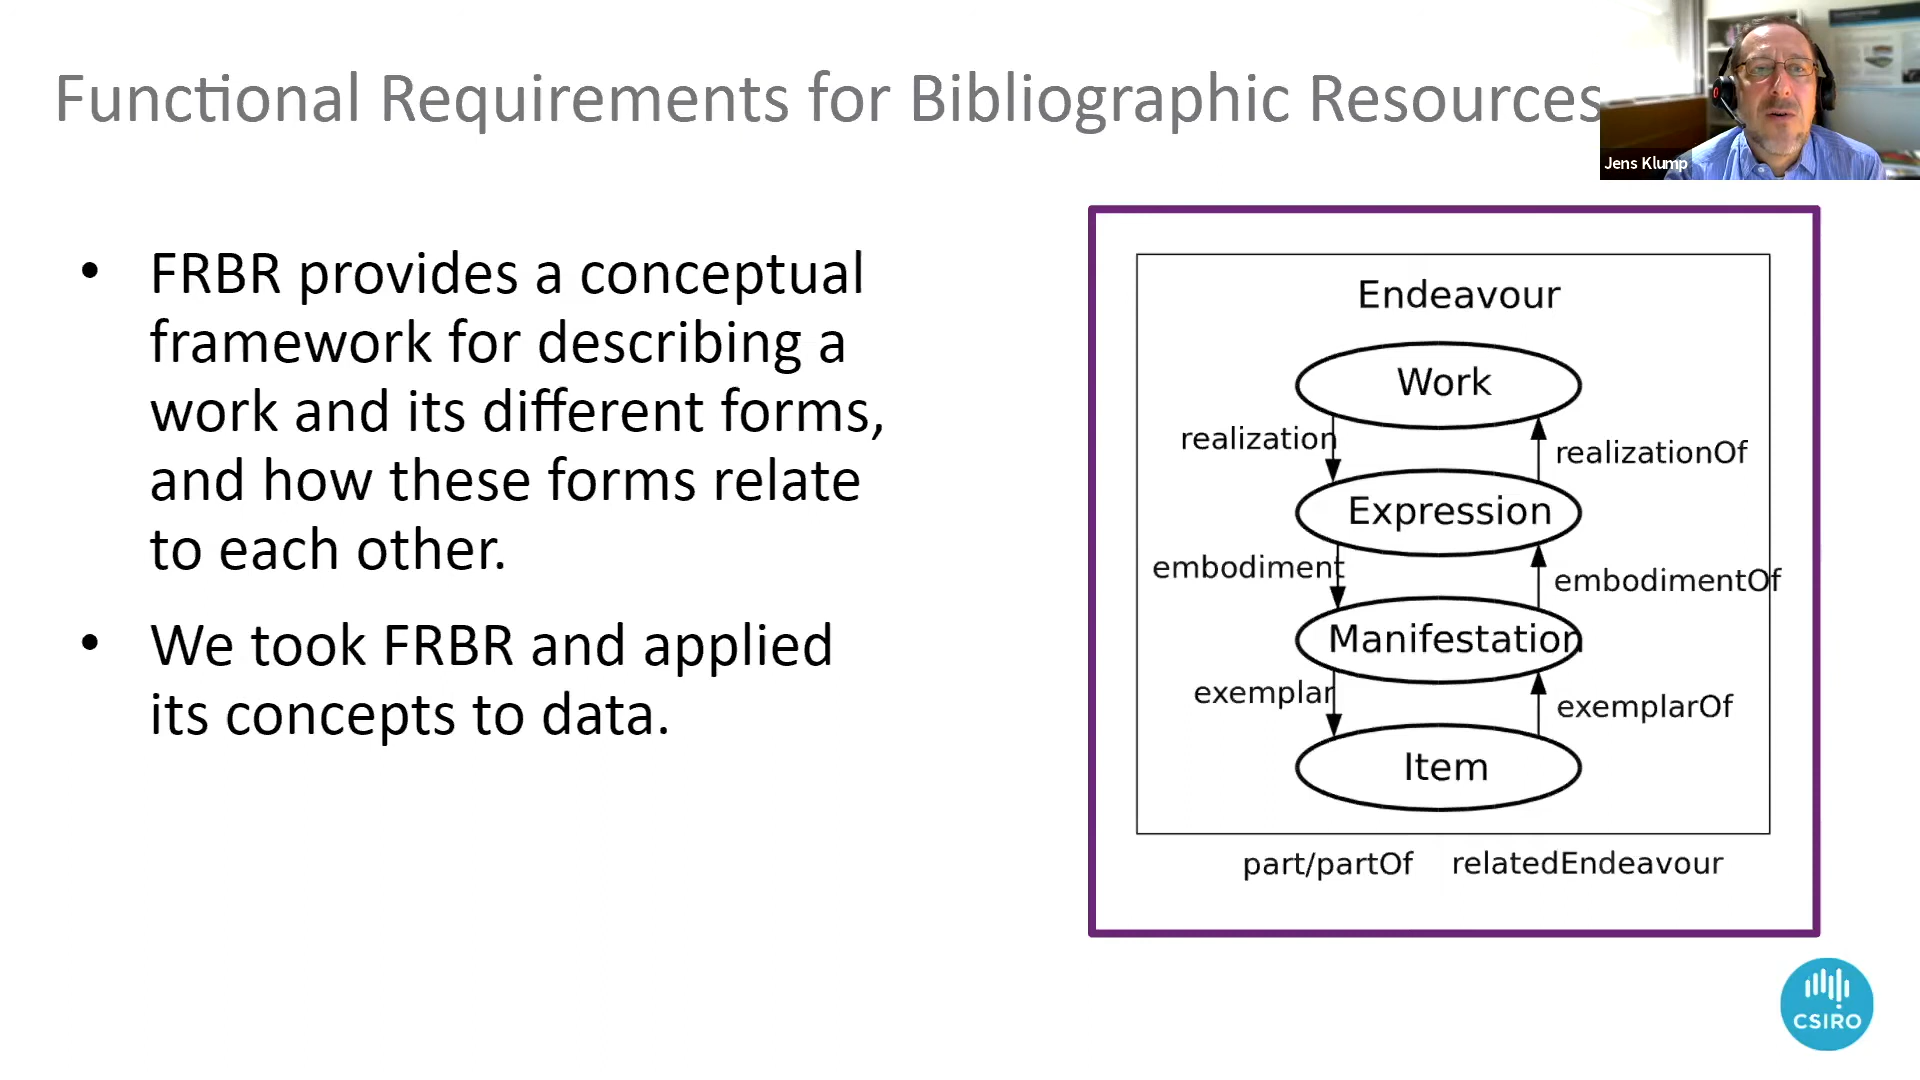 Functional Requirements for Bibliographic Resources
Jens Klump
• FRBR provides a conceptual
framework for describing a
work and its different forms,
and how these forms relate
to each other.
• We took FRBR and applied
its concepts to data.
Endeavour
Work
realization
realizationOf
Expression
embodiment
embodimentOf
Manifestation
exemplar
exemplarOf
Item
part/partOf relatedEndeavour
CSIRO